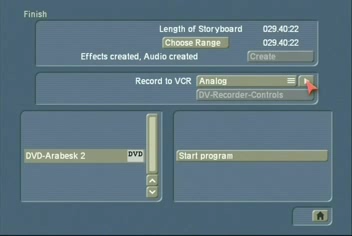 Finish
Length of Storyboard 029.40:22
Choose Range 029.40:22
Effects created, Audio created Create
Record to VCR Analog
DV-Recorder-Controls
DVD-Arabesk 2 DVD
Start program